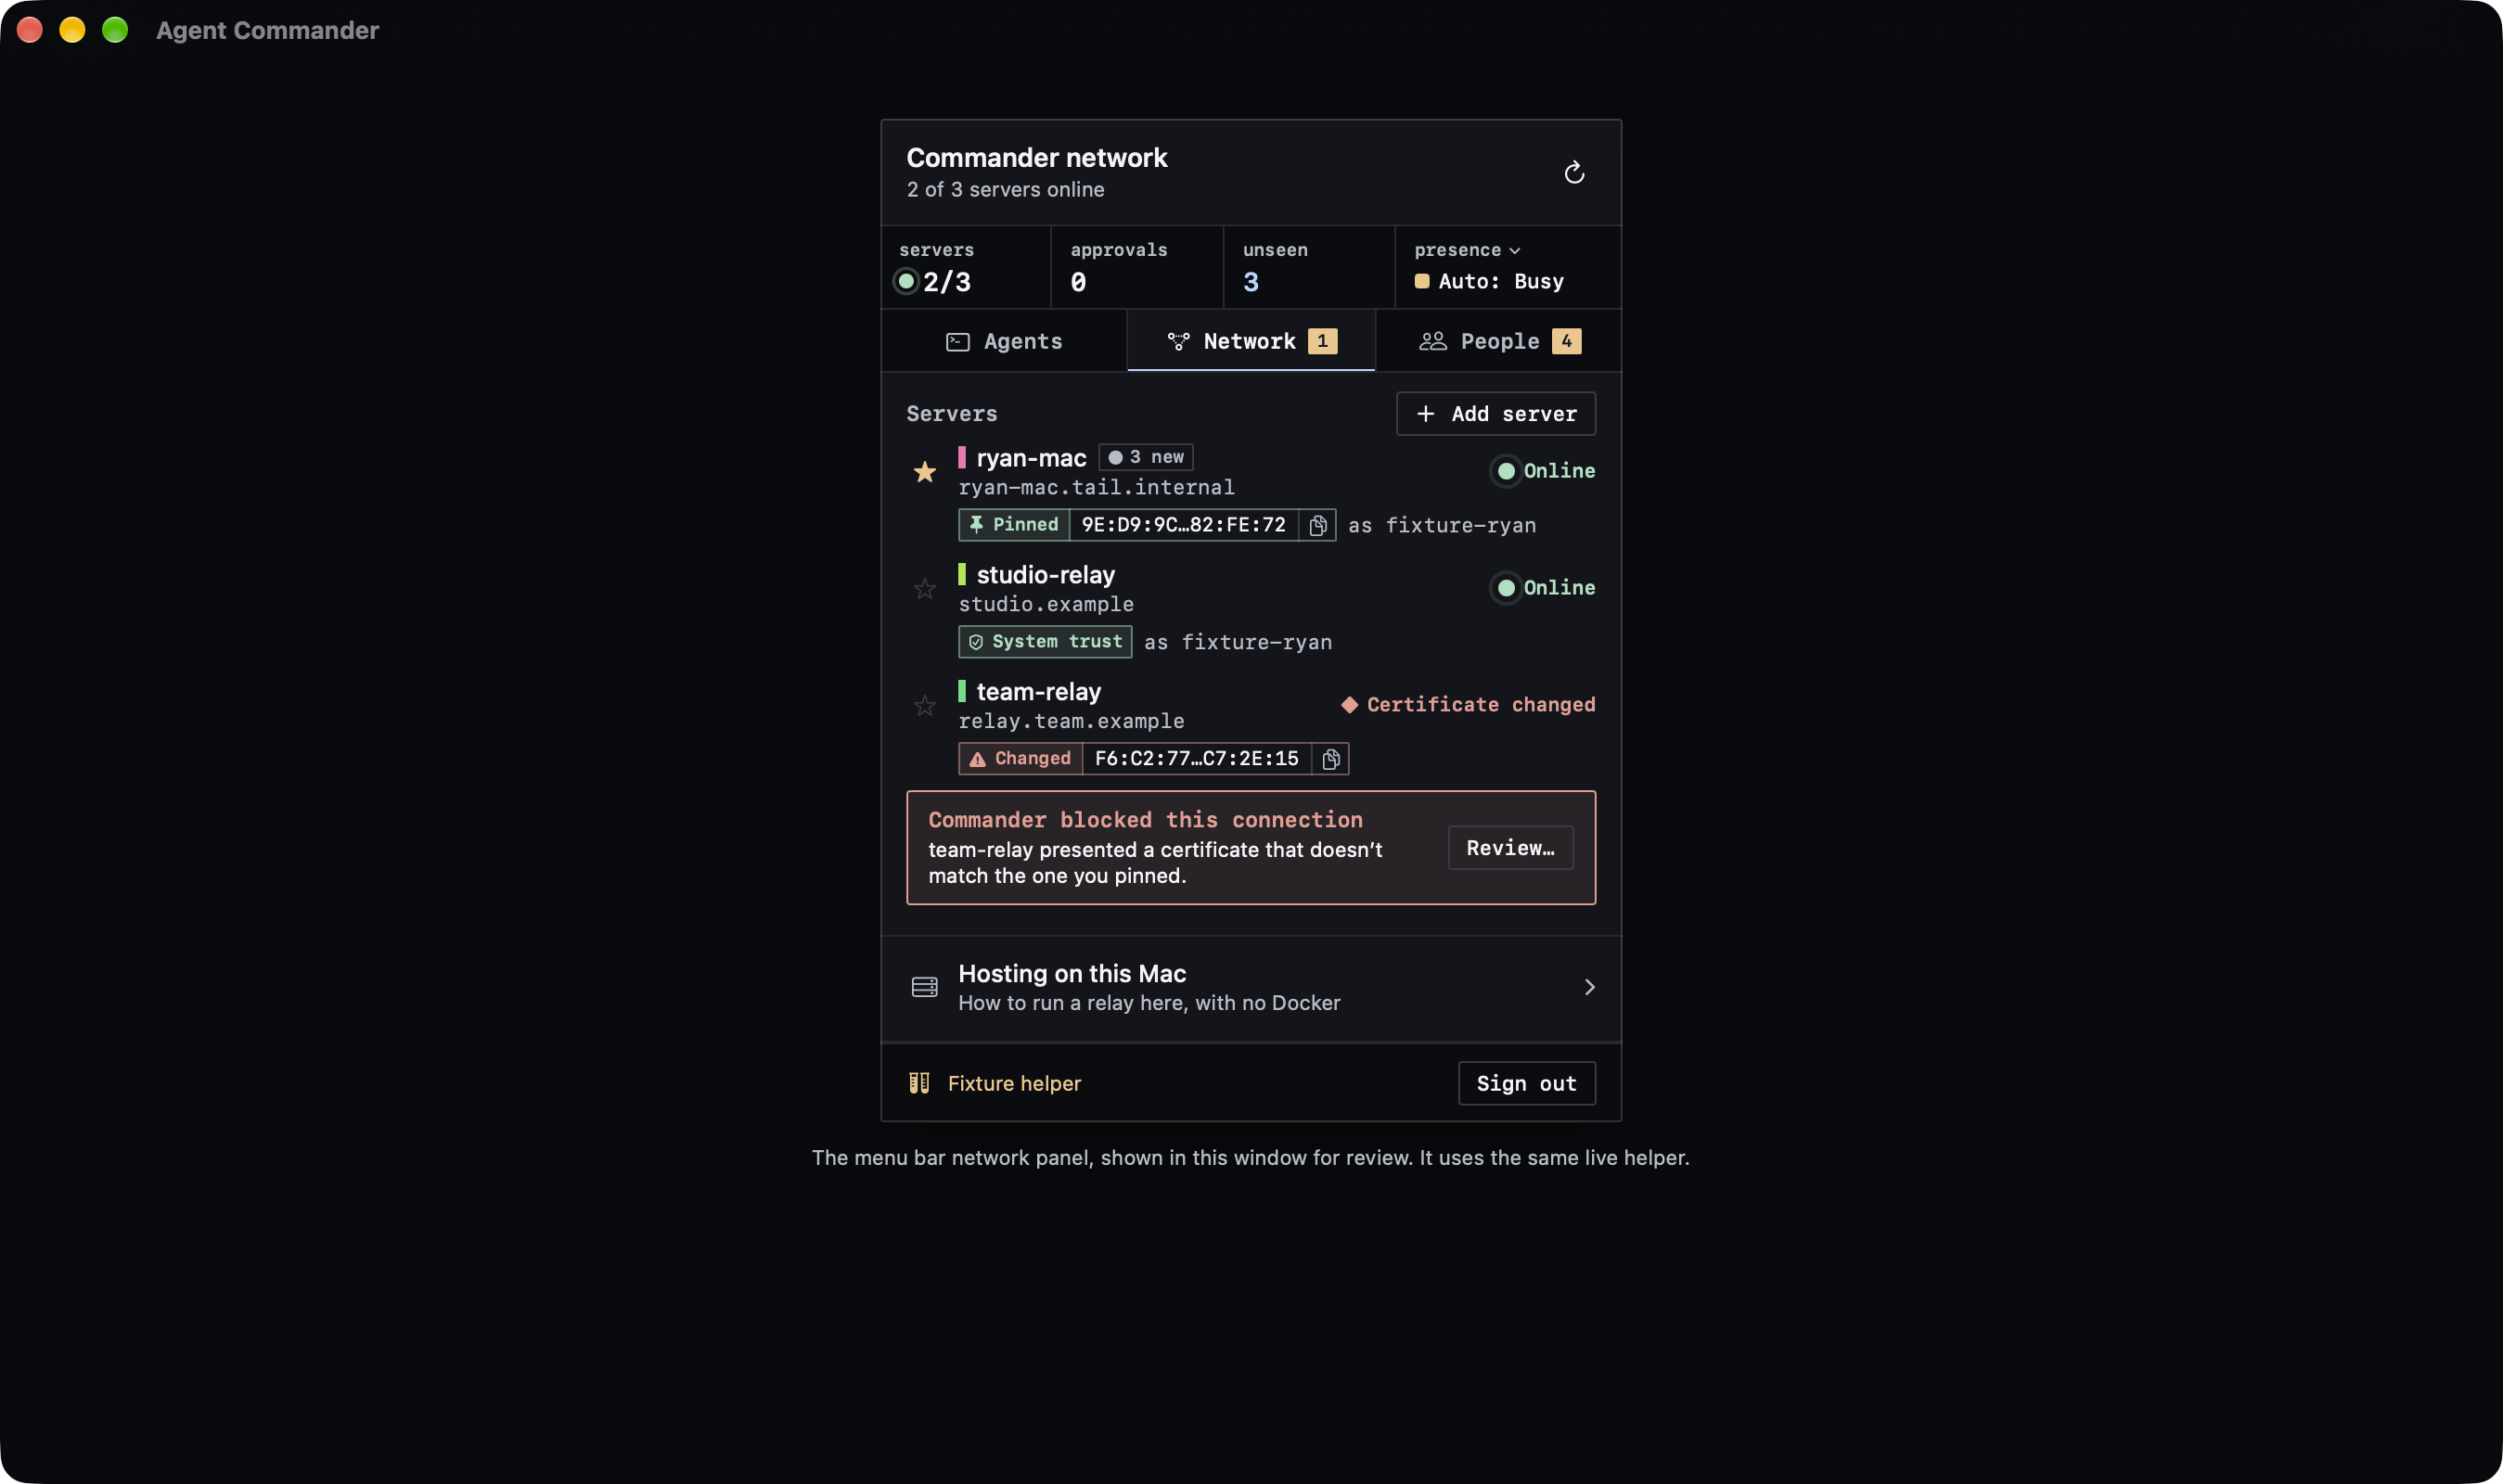 Agent Commander
Commander network
2 of 3 servers online
servers
2/3
approvals
0
unseen
3
presence
Auto: Busy
Agents
Network 1
People 4
Servers
+ Add server
ryan-mac 3 new
ryan-mac.tail.internal
Online
Pinned 9E:D9:9C…82:FE:72 as fixture-ryan
studio-relay
studio.example
Online
System trust as fixture-ryan
team-relay
relay.team.example
Certificate changed
Changed F6:C2:77…C7:2E:15
Commander blocked this connection
team-relay presented a certificate that doesn’t
match the one you pinned.
Review…
Hosting on this Mac
How to run a relay here, with no Docker
Fixture helper
Sign out
The menu bar network panel, shown in this window for review. It uses the same live helper.